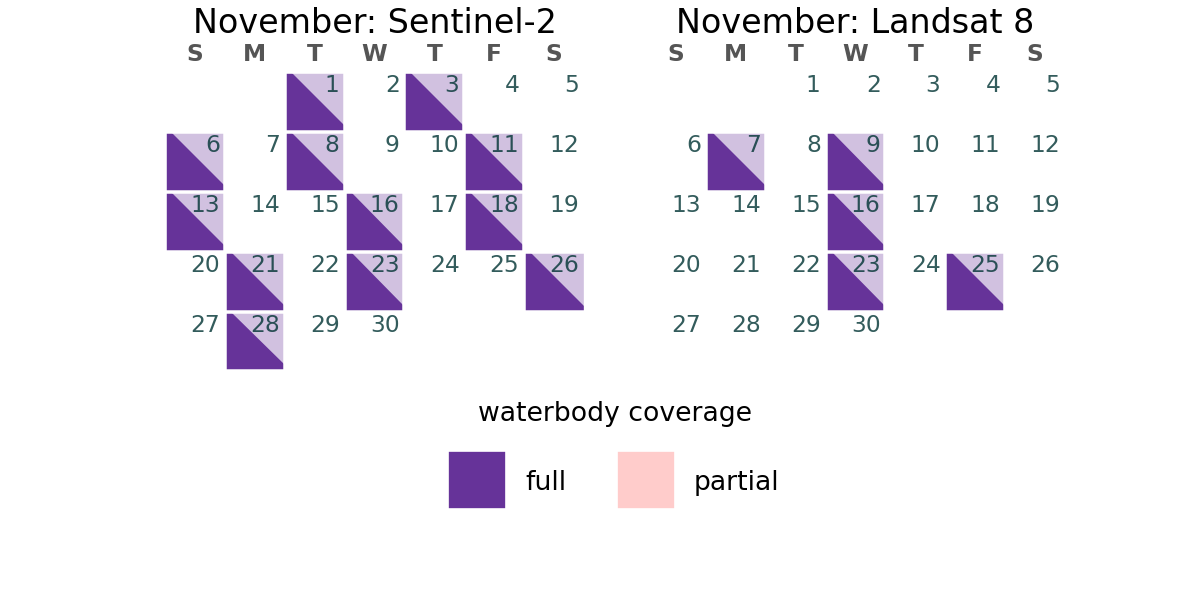 November: Sentinel-2
S M T W T F S
1 2 3 4 5
6 7 8 9 10 11 12
13 14 15 16 17 18 19
20 21 22 23 24 25 26
27 28 29 30
November: Landsat 8
S M T W T F S
1 2 3 4 5
6 7 8 9 10 11 12
13 14 15 16 17 18 19
20 21 22 23 24 25 26
27 28 29 30
waterbody coverage
full partial